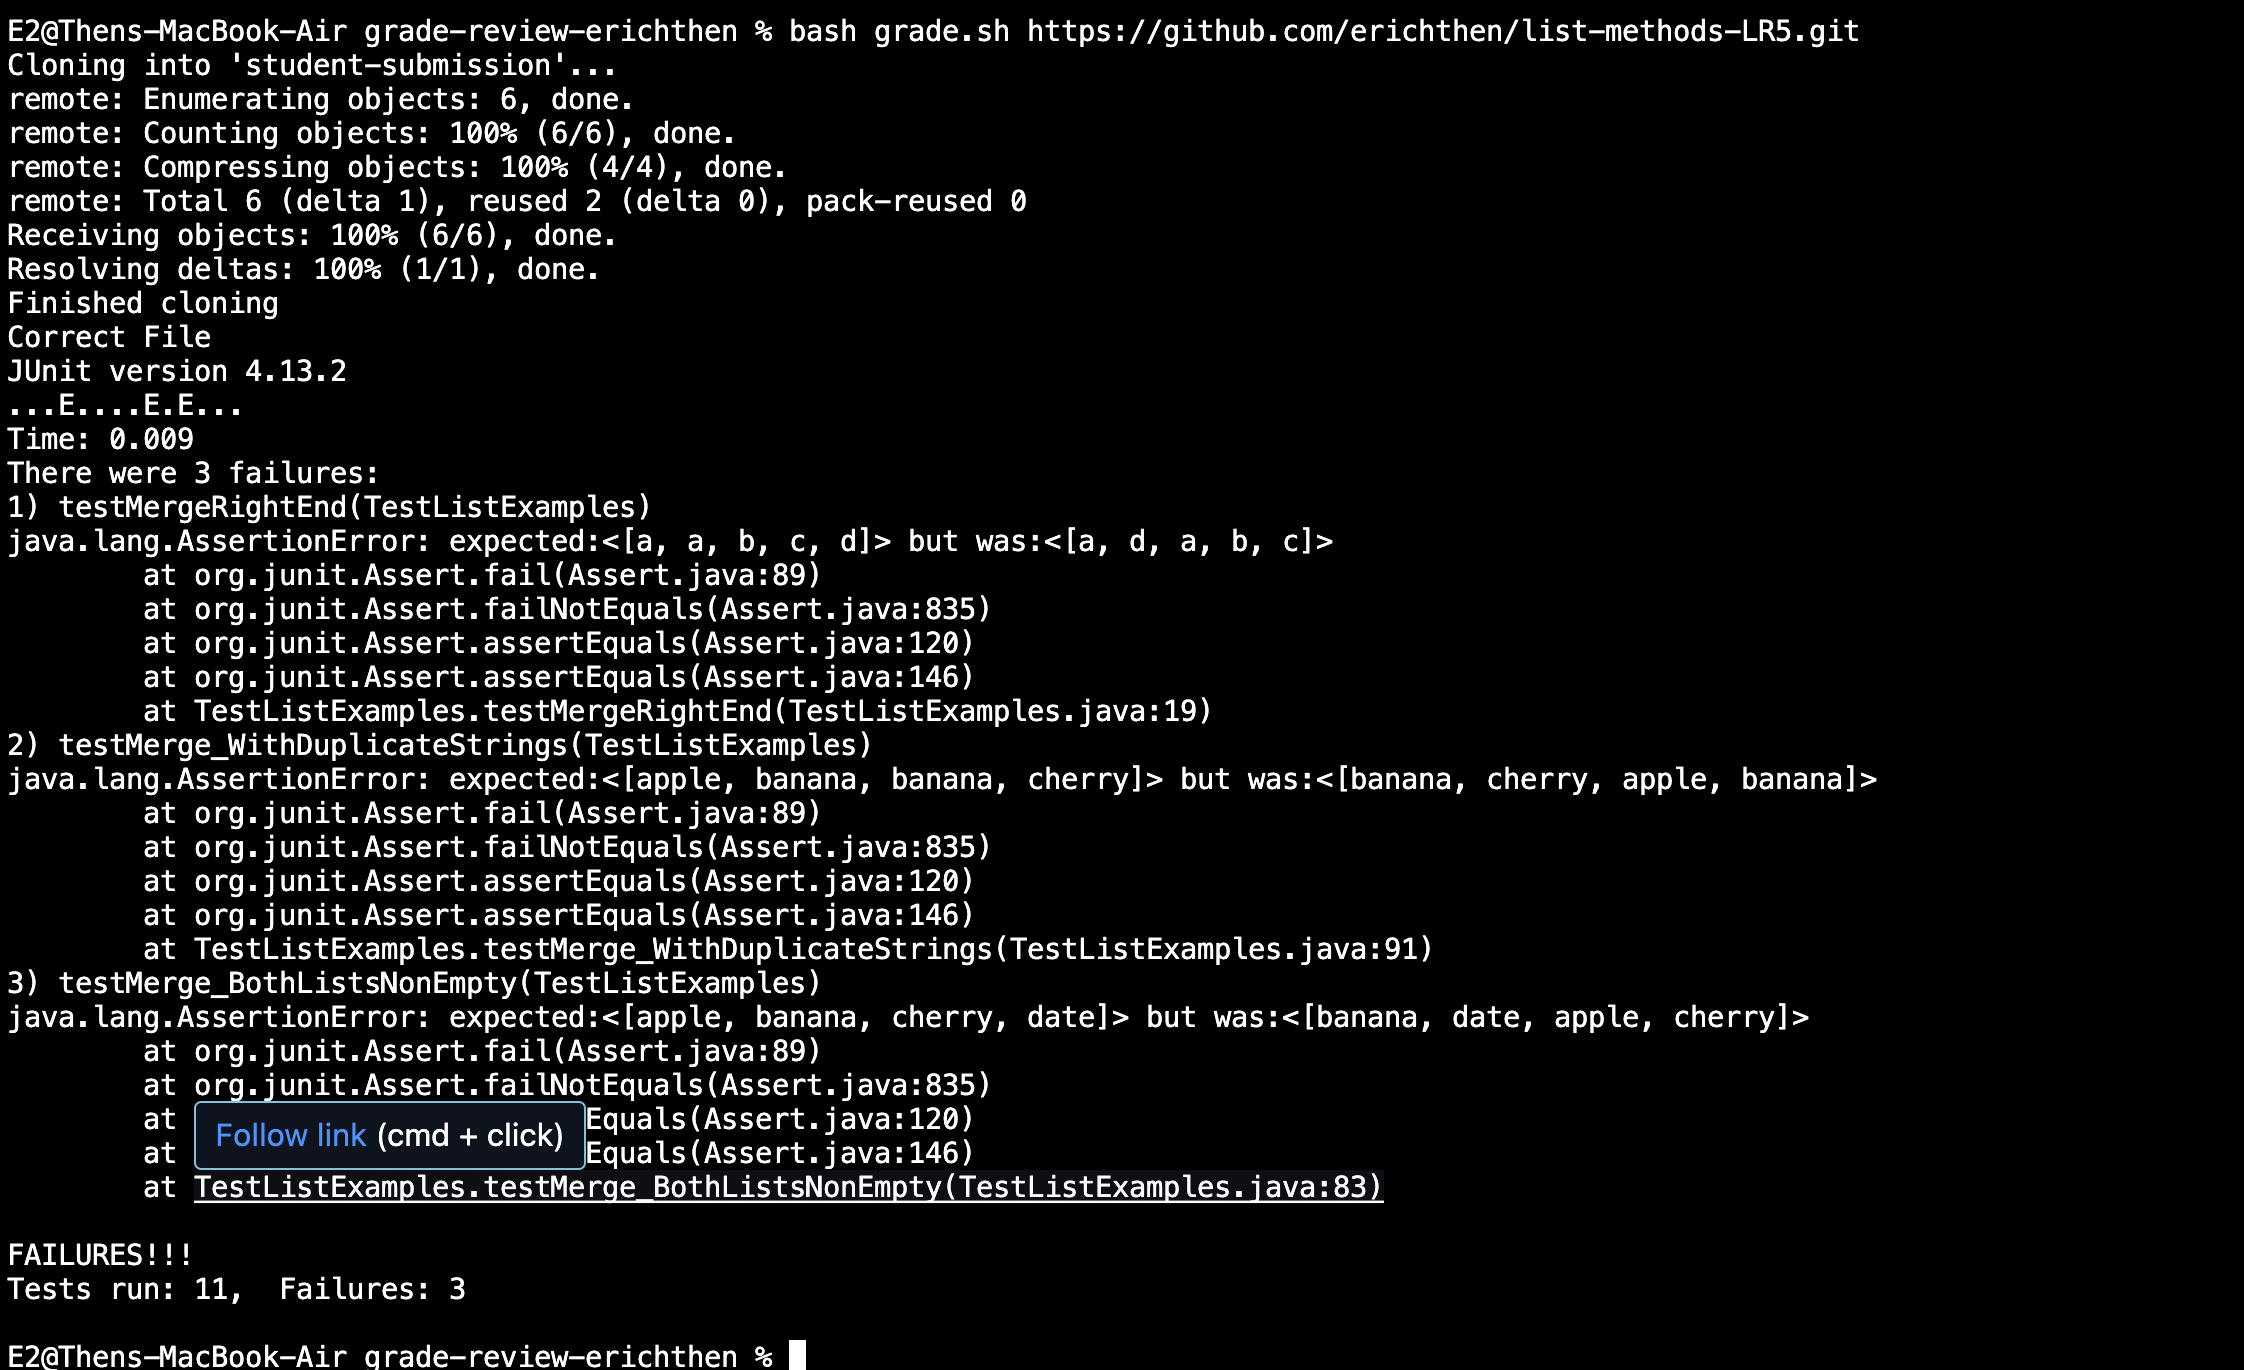 E2@Thens-MacBook-Air grade-review-erichthen % bash grade.sh https://github.com/erichthen/list-methods-LR5.git
Cloning into 'student-submission'...
remote: Enumerating objects: 6, done.
remote: Counting objects: 100% (6/6), done.
remote: Compressing objects: 100% (4/4), done.
remote: Total 6 (delta 1), reused 2 (delta 0), pack-reused 0
Receiving objects: 100% (6/6), done.
Resolving deltas: 100% (1/1), done.
Finished cloning
Correct File
JUnit version 4.13.2
...E....E.E...
Time: 0.009
There were 3 failures:
1) testMergeRightEnd(TestListExamples)
java.lang.AssertionError: expected:<[a, a, b, c, d]> but was:<[a, d, a, b, c]>
        at org.junit.Assert.fail(Assert.java:89)
        at org.junit.Assert.failNotEquals(Assert.java:835)
        at org.junit.Assert.assertEquals(Assert.java:120)
        at org.junit.Assert.assertEquals(Assert.java:146)
        at TestListExamples.testMergeRightEnd(TestListExamples.java:19)
2) testMerge_WithDuplicateStrings(TestListExamples)
java.lang.AssertionError: expected:<[apple, banana, banana, cherry]> but was:<[banana, cherry, apple, banana]>
        at org.junit.Assert.fail(Assert.java:89)
        at org.junit.Assert.failNotEquals(Assert.java:835)
        at org.junit.Assert.assertEquals(Assert.java:120)
        at org.junit.Assert.assertEquals(Assert.java:146)
        at TestListExamples.testMerge_WithDuplicateStrings(TestListExamples.java:91)
3) testMerge_BothListsNonEmpty(TestListExamples)
java.lang.AssertionError: expected:<[apple, banana, cherry, date]> but was:<[banana, date, apple, cherry]>
        at org.junit.Assert.fail(Assert.java:89)
        at org.junit.Assert.failNotEquals(Assert.java:835)
        at Equals(Assert.java:120)
Follow link (cmd + click)
        at Equals(Assert.java:146)
        at TestListExamples.testMerge_BothListsNonEmpty(TestListExamples.java:83)
FAILURES!!!
Tests run: 11,  Failures: 3
E2@Thens-MacBook-Air grade-review-erichthen %